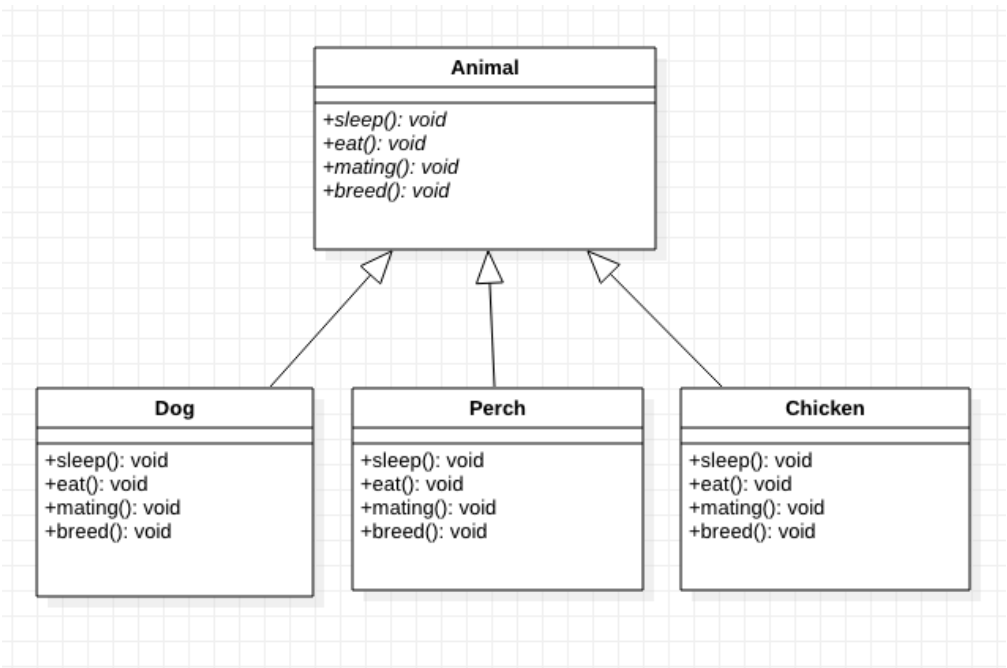 Animal
+sleep(): void
+eat(): void
+mating(): void
+breed(): void
Dog
+sleep(): void
+eat(): void
+mating(): void
+breed(): void
Perch
+sleep(): void
+eat(): void
+mating(): void
+breed(): void
Chicken
+sleep(): void
+eat(): void
+mating(): void
+breed(): void